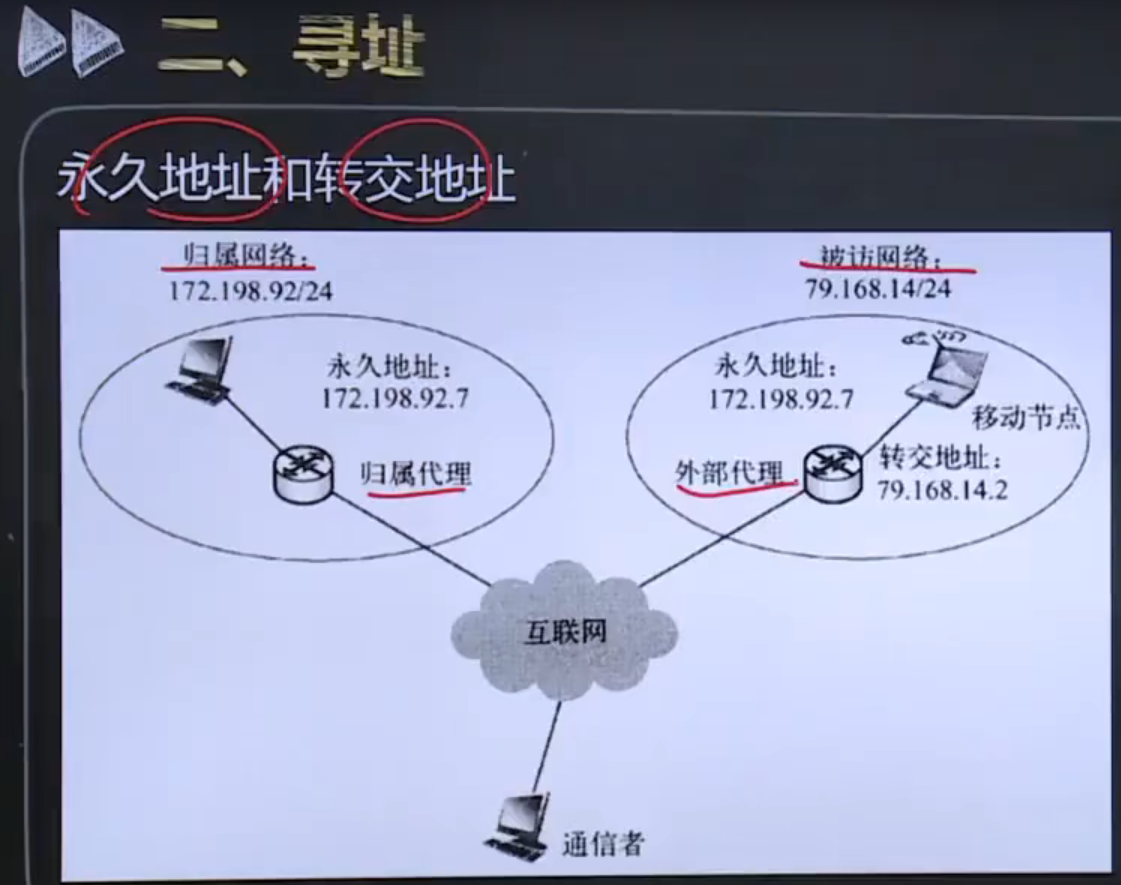 二、寻址
永久地址和转交地址
归属网络：
172.198.92/24
被访网络：
79.168.14/24
永久地址：
172.198.92.7
永久地址：
172.198.92.7
移动节点
归属代理
外部代理
转交地址：
79.168.14.2
互联网
通信者